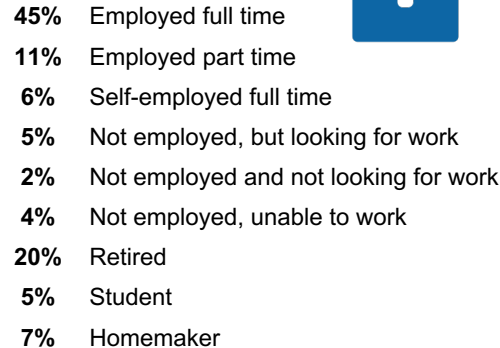 45% Employed full time
11% Employed part time
6% Self-employed full time
5% Not employed, but looking for work
2% Not employed and not looking for work
4% Not employed, unable to work
20% Retired
5% Student
7% Homemaker